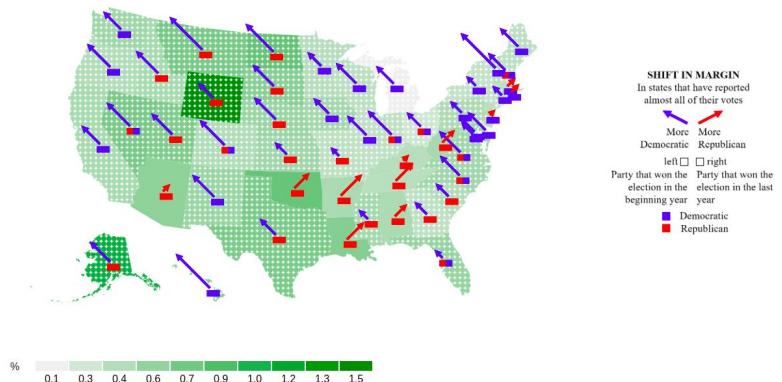 SHIFT IN MARGIN
In states that have reported
almost all of their votes
More More
Democratic Republican
left right
Party that won the Party that won the
election in the election in the last
beginning year year
Democratic
Republican
% 0.1 0.3 0.4 0.6 0.7 0.9 1.0 1.2 1.3 1.5